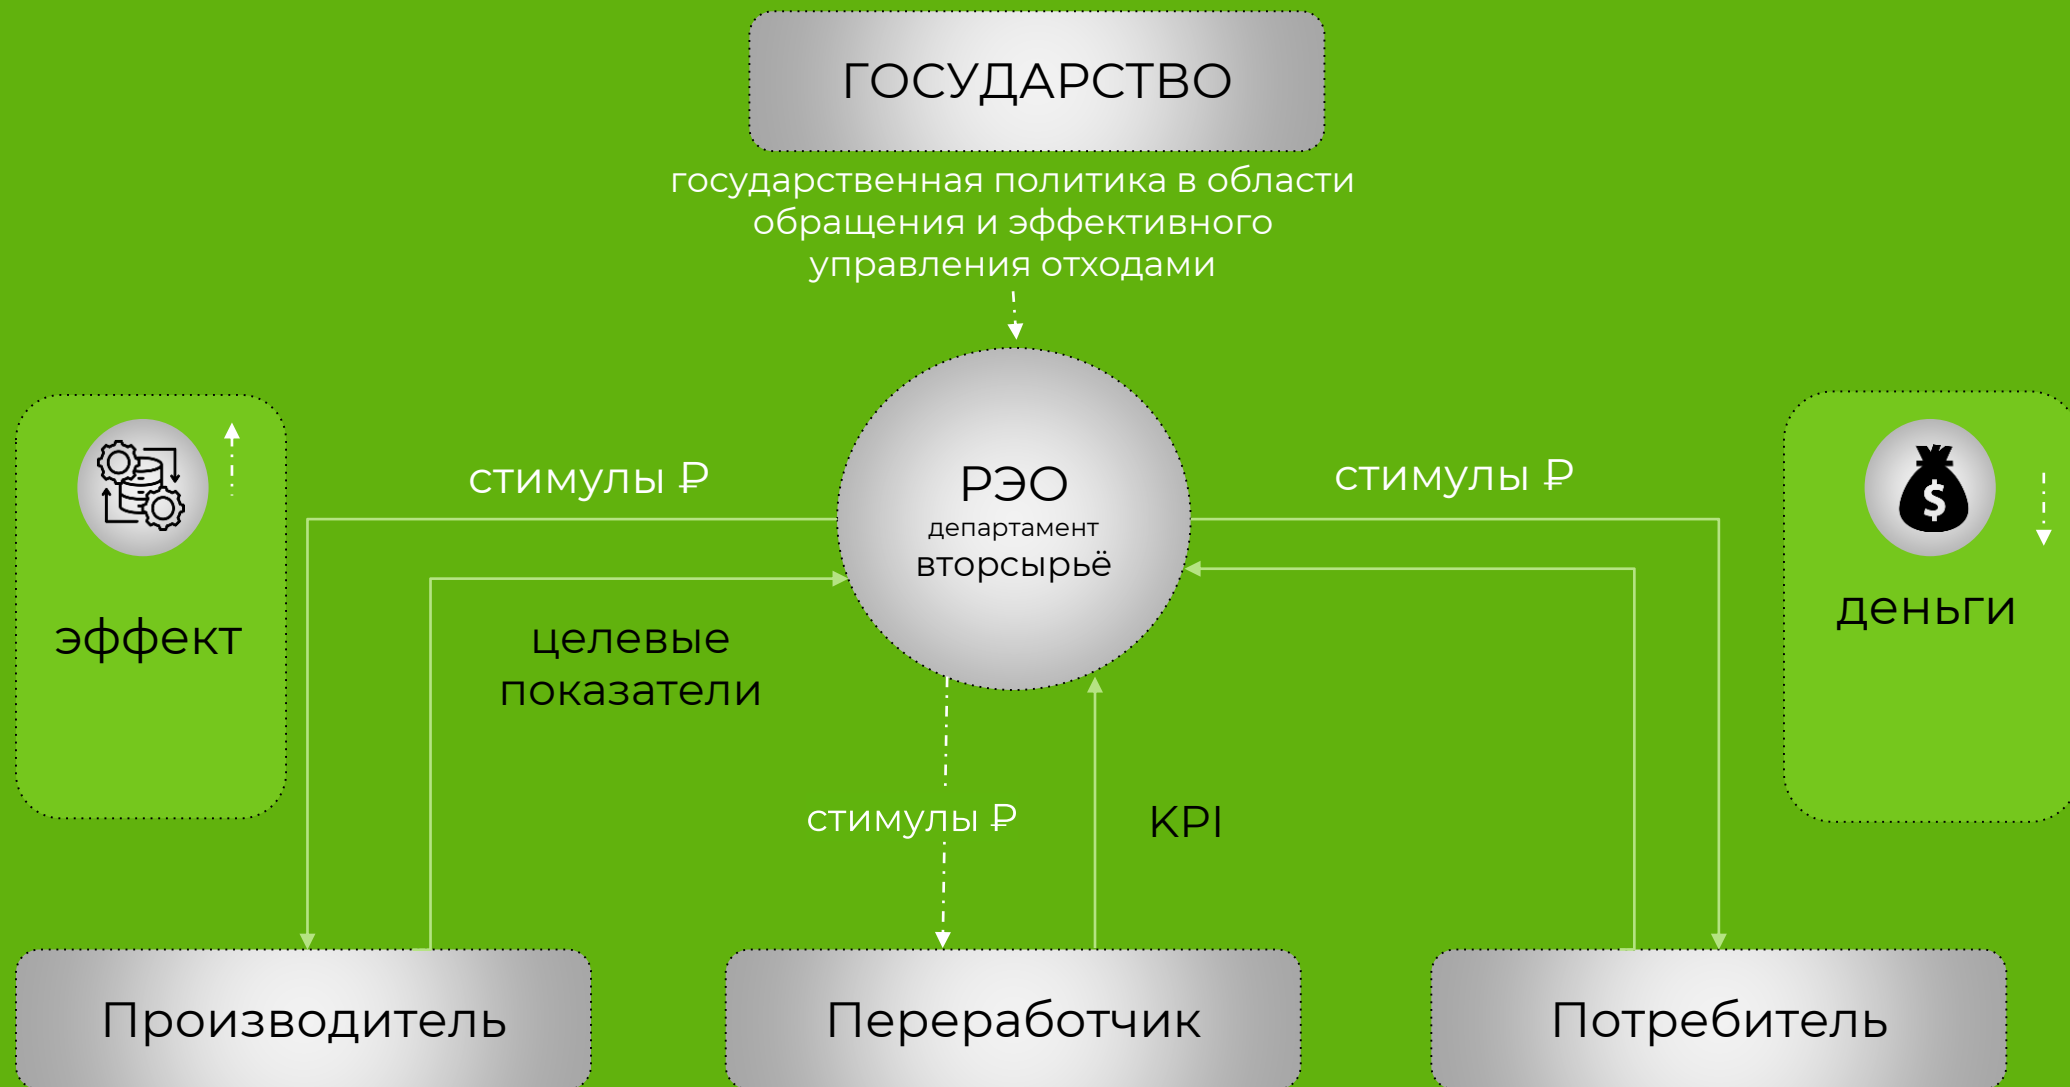 ГОСУДАРСТВО
государственная политика в области
обращения и эффективного
управления отходами
стимулы ₽
РЭО
департамент
вторсырьё
стимулы ₽
$
эффект
целевые
показатели
деньги
стимулы ₽
KPI
Производитель
Переработчик
Потребитель